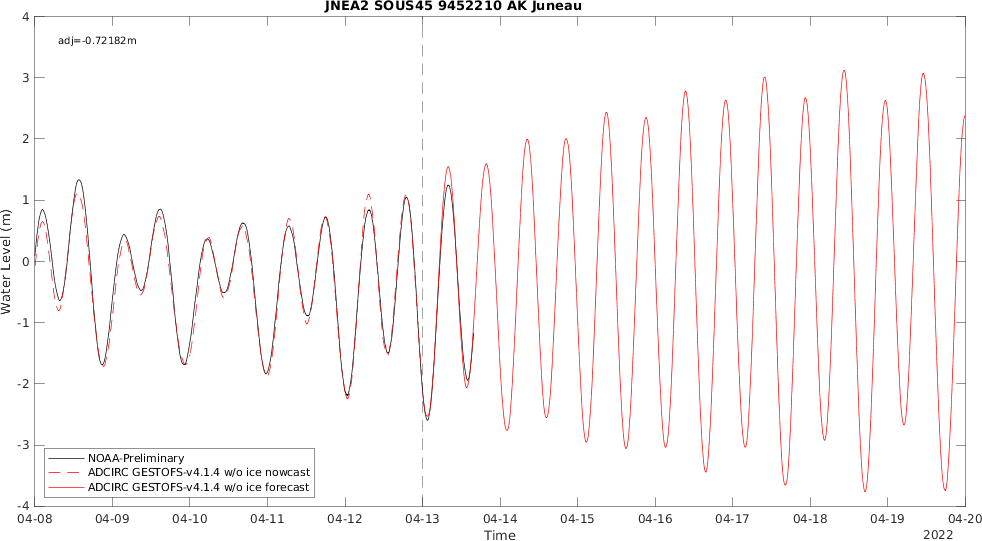 JNEA2 SOUS45 9452210 AK Juneau
adj=-0.72182m
4
3
2
1
0
-1
-2
-3
-4
Water Level (m)
NOAA-Preliminary
ADCIRC GESTOFS-v4.1.4 w/o ice nowcast
ADCIRC GESTOFS-v4.1.4 w/o ice forecast
04-08 04-09 04-10 04-11 04-12 04-13 04-14 04-15 04-16 04-17 04-18 04-19 04-20
Time
2022